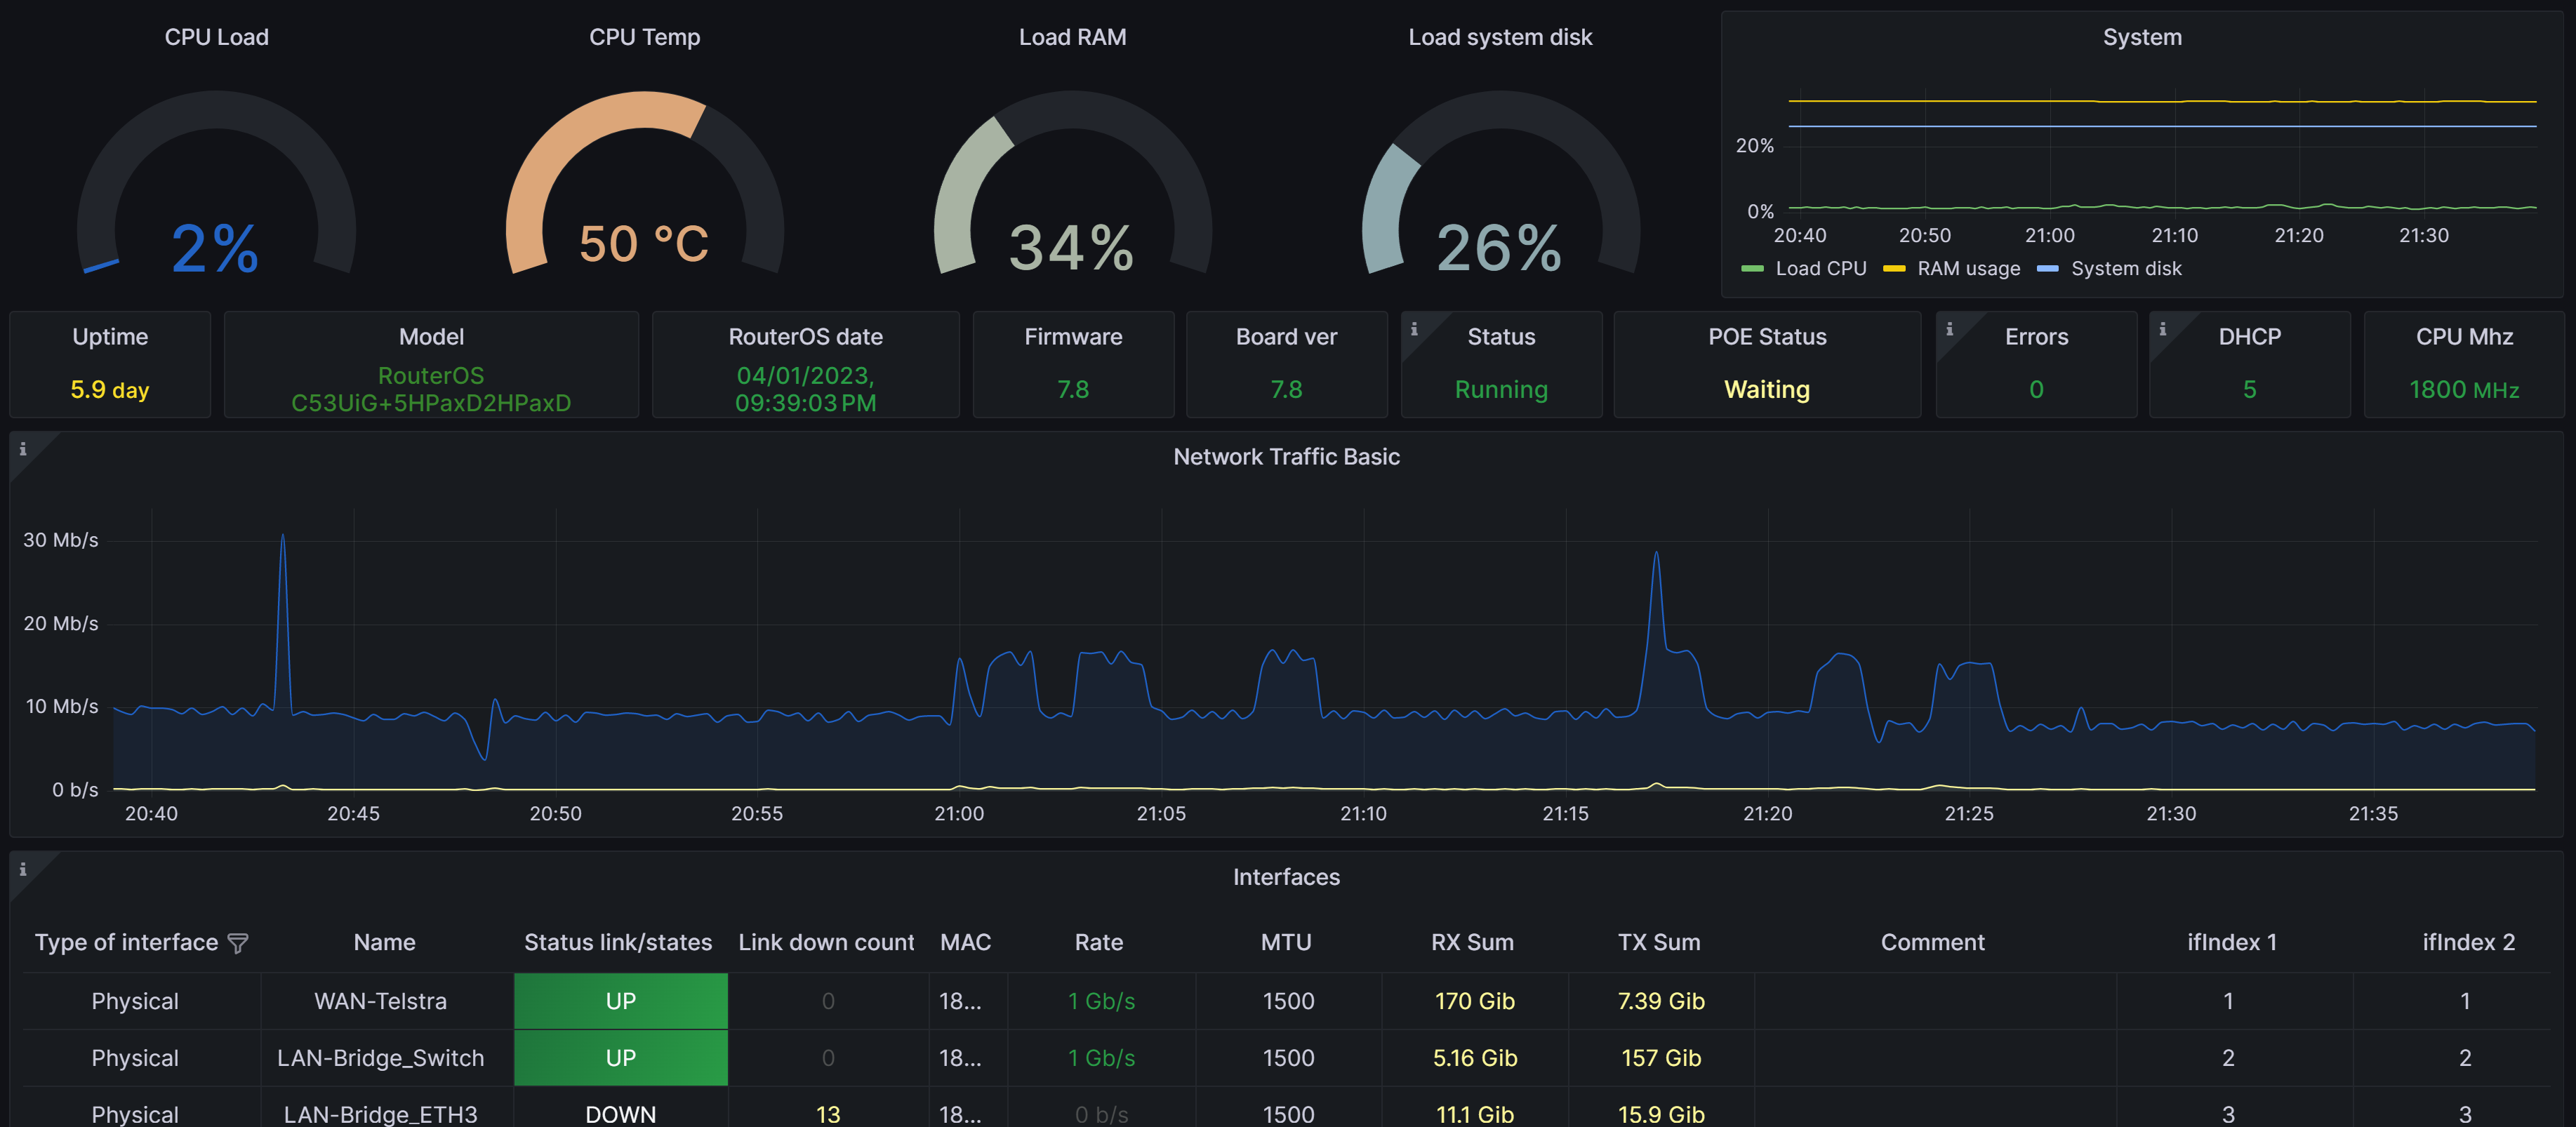 CPU Load
CPU Temp
Load RAM
Load system disk
System
2%
50 °C
34%
26%
20%
0%
20:40 20:50 21:00 21:10 21:20 21:30
Load CPU RAM usage System disk
Uptime
5.9 day
Model
RouterOS
C53UiG+5HPaxD2HPaxD
RouterOS date
04/01/2023,
09:39:03 PM
Firmware
7.8
Board ver
7.8
Status
Running
POE Status
Waiting
Errors
0
DHCP
5
CPU Mhz
1800 MHz
Network Traffic Basic
30 Mb/s
20 Mb/s
10 Mb/s
0 b/s
20:40 20:45 20:50 20:55 21:00 21:05 21:10 21:15 21:20 21:25 21:30 21:35
Interfaces
Type of interface Name Status link/states Link down count MAC Rate MTU RX Sum TX Sum Comment ifIndex 1 ifIndex 2
Physical WAN-Telstra UP 0 18... 1 Gb/s 1500 170 Gib 7.39 Gib 1 1
Physical LAN-Bridge_Switch UP 0 18... 1 Gb/s 1500 5.16 Gib 157 Gib 2 2
Physical LAN-Bridge_ETH3 DOWN 13 18... 0 b/s 1500 11.1 Gib 15.9 Gib 3 3